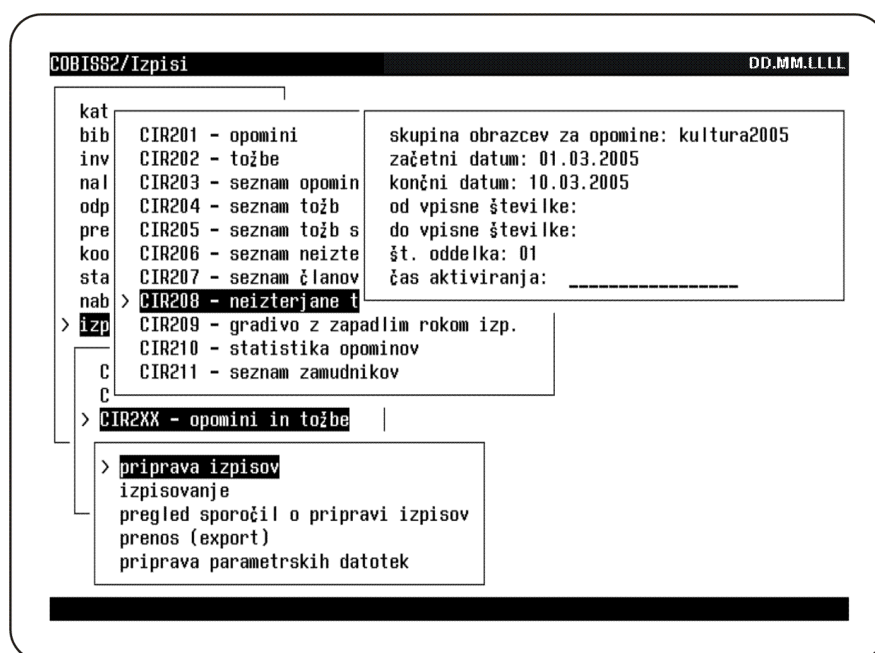 COBISS2/Izpisi DD.MM.LLLL
kat
bib
inv
nal
odp
pre
koo
sta
nab
> izp
CIR201 - opomini
CIR202 - tožbe
CIR203 - seznam opomin
CIR204 - seznam tožb
CIR205 - seznam tožb s
CIR206 - seznam neizte
CIR207 - seznam članov
> CIR208 - neizterjane t
CIR209 - gradivo z zapadlim rokom izp.
CIR210 - statistika opominov
CIR211 - seznam zamudnikov
skupina obrazcev za opomine: kultura2005
začetni datum: 01.03.2005
končni datum: 10.03.2005
od vpisne številke:
do vpisne številke:
št. oddelka: 01
čas aktiviranja: _________________
C
C
> CIR2XX - opomini in tožbe
> priprava izpisov
izpisovanje
pregled sporočil o pripravi izpisov
prenos (export)
priprava parametrskih datotek